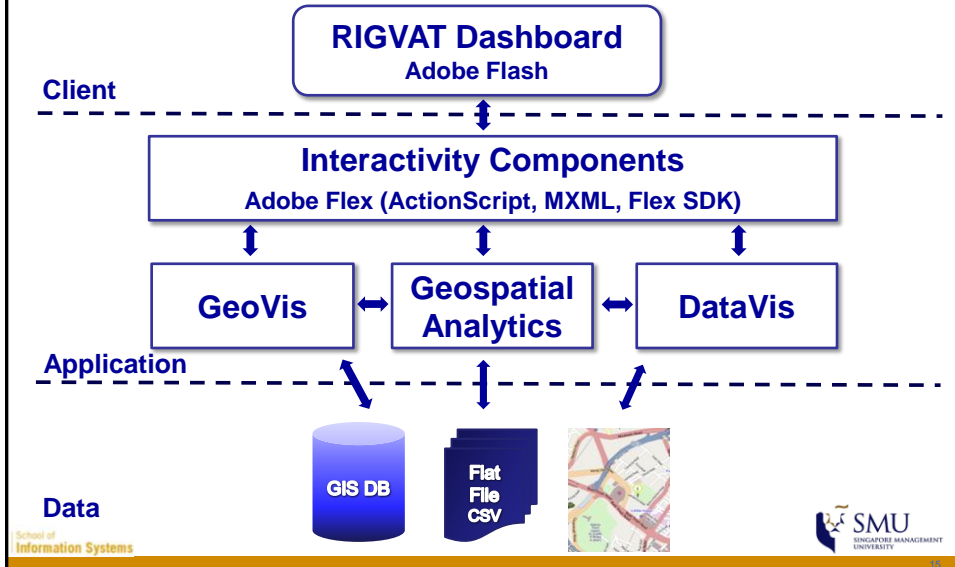 RIGVAT Dashboard
Adobe Flash
Client
Interactivity Components
Adobe Flex (ActionScript, MXML, Flex SDK)
GeoVis
Geospatial
Analytics
DataVis
Application
GIS DB
Flat
File
CSV
Data
School of
Information Systems
SMU
SINGAPORE MANAGEMENT
UNIVERSITY
15